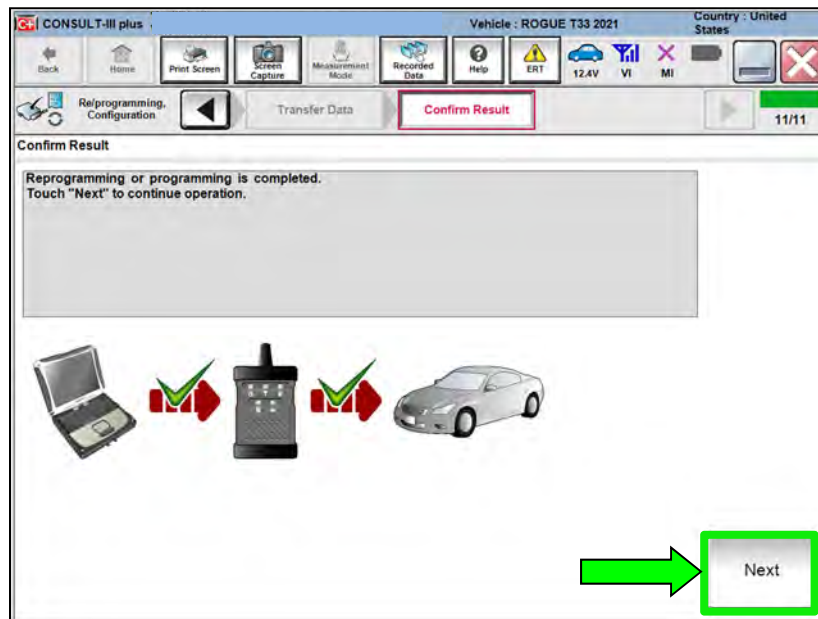 C+ CONSULT-III plus
Vehicle : ROGUE T33 2021
Country : United
States
Back
Home
Print Screen
Screen
Capture
Measurement
Mode
Recorded
Data
Help
ERT
12.4V
VI
MI
Re/programming,
Configuration
Transfer Data
Confirm Result
11/11
Confirm Result
Reprogramming or programming is completed.
Touch "Next" to continue operation.
Next